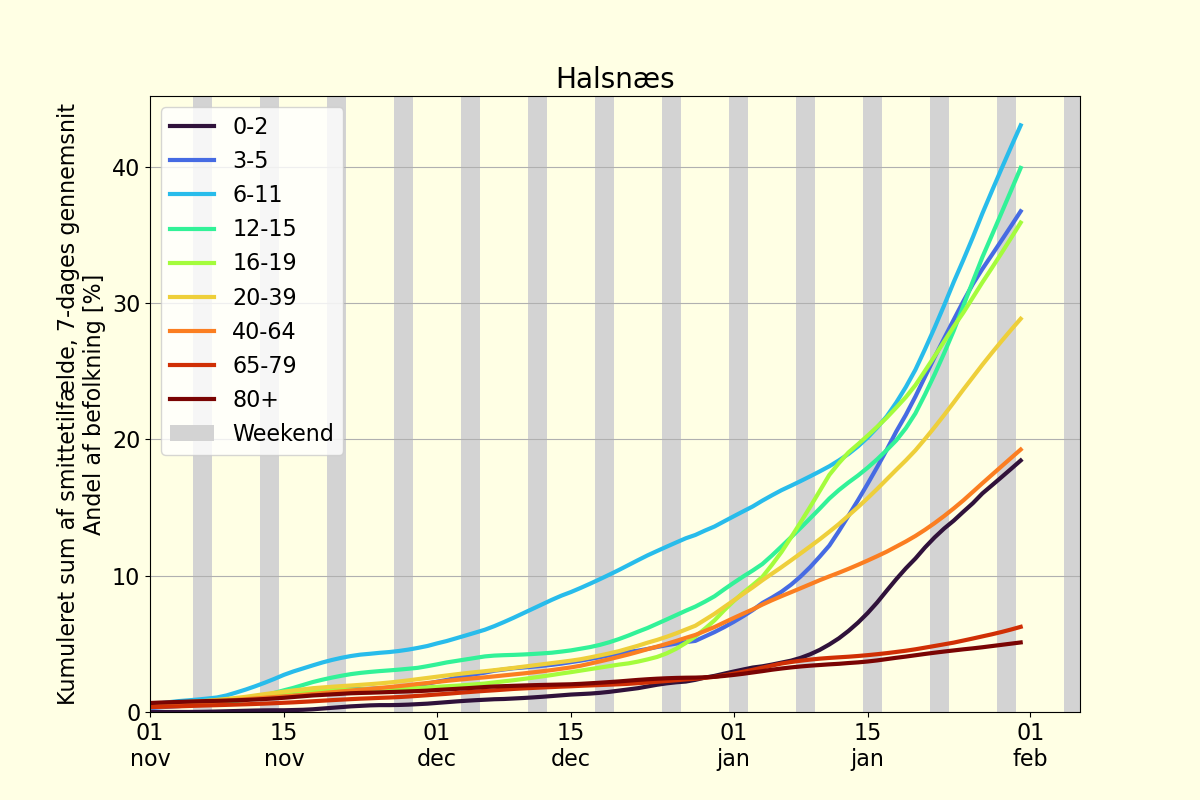 Halsnæs
Kumuleret sum af smittetilfælde, 7-dages gennemsnit
Andel af befolkning [%]
40
30
20
10
0
0-2
3-5
6-11
12-15
16-19
20-39
40-64
65-79
80+
Weekend
01 nov
15 nov
01 dec
15 dec
01 jan
15 jan
01 feb